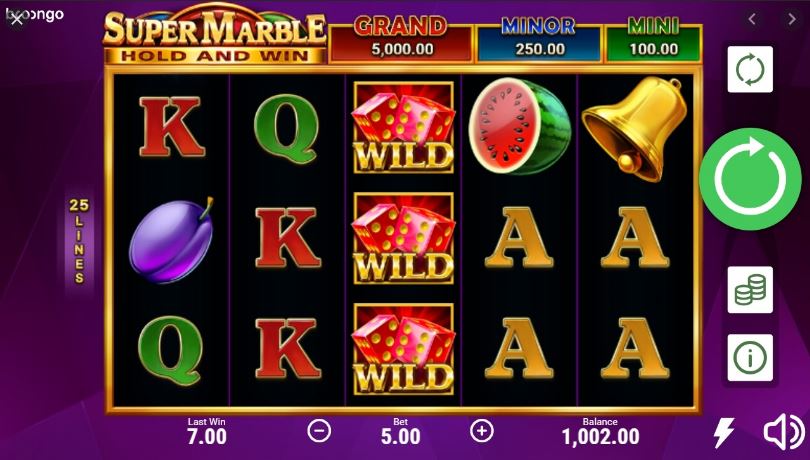 booongo
SUPER MARBLE
HOLD AND WIN
GRAND
5,000.00
MINOR
250.00
MINI
100.00
K Q WILD
25 LINES
K WILD A A
Q K WILD A A
Last Win
7.00
Bet
5.00
Balance
1,002.00